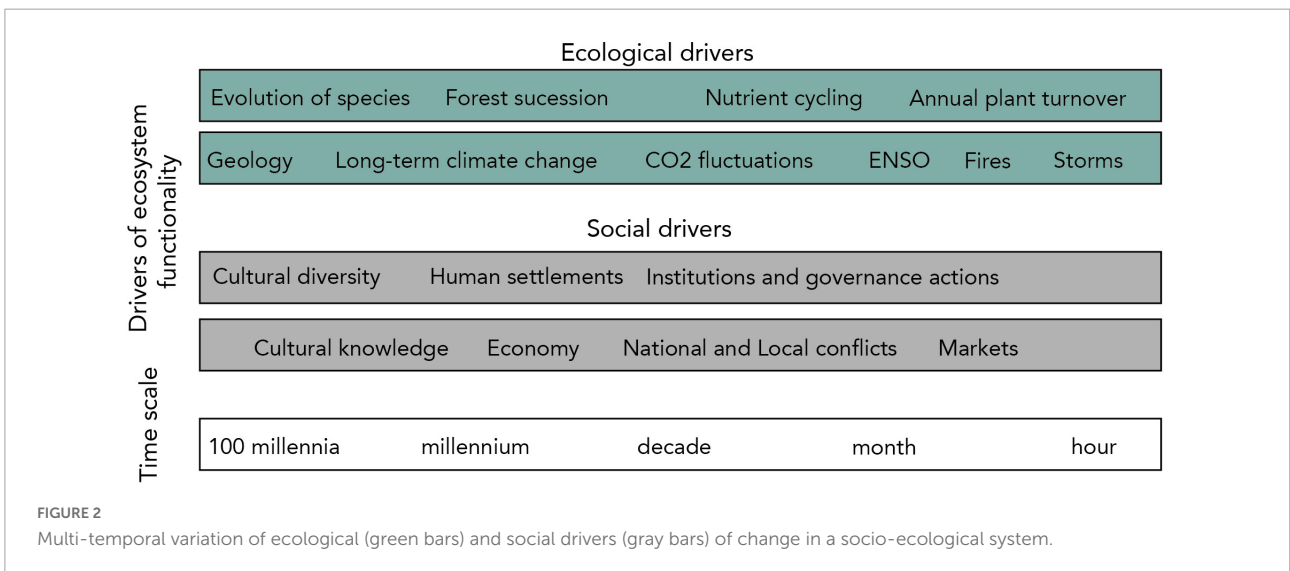 Ecological drivers
Evolution of species Forest sucession Nutrient cycling Annual plant turnover
Geology Long-term climate change CO2 fluctuations ENSO Fires Storms
Drivers of ecosystem
functionality
Social drivers
Cultural diversity Human settlements Institutions and governance actions
Cultural knowledge Economy National and Local conflicts Markets
Time scale
100 millennia millennium decade month hour
FIGURE 2
Multi-temporal variation of ecological (green bars) and social drivers (gray bars) of change in a socio-ecological system.